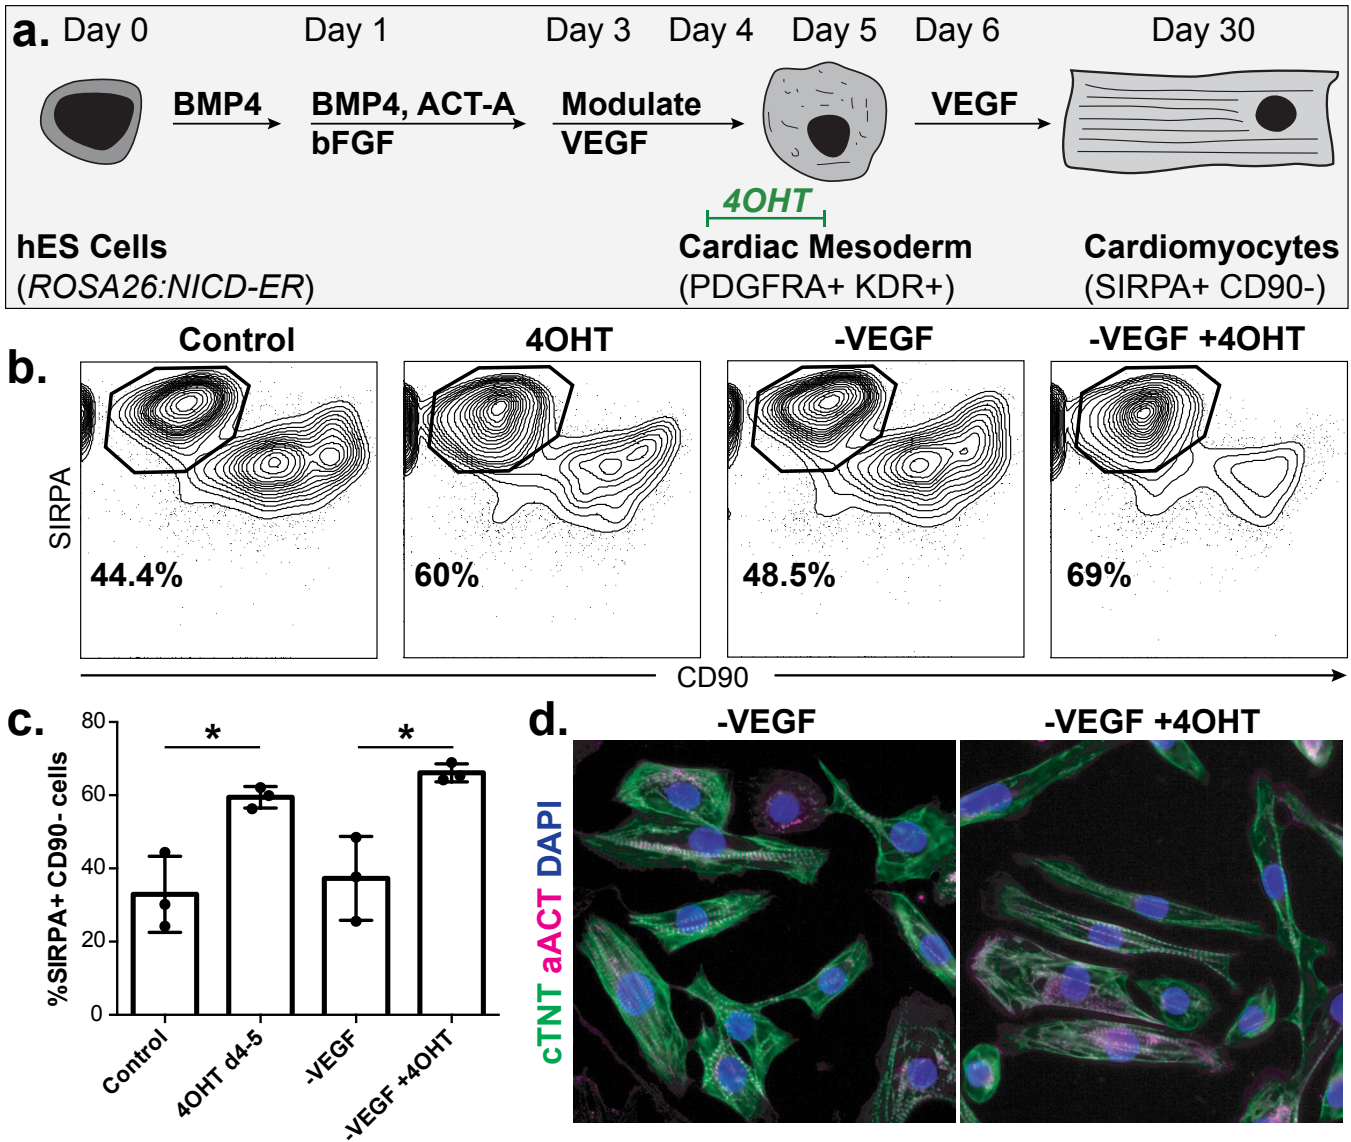 a. Day 0 Day 1 Day 3 Day 4 Day 5 Day 6 Day 30
BMP4 BMP4, ACT-A Modulate VEGF
bFGF VEGF
4OHT
hES Cells Cardiac Mesoderm Cardiomyocytes
(ROSA26:NICD-ER) (PDGFRA+ KDR+) (SIRPA+ CD90-)
b. Control 4OHT -VEGF -VEGF +4OHT
SIRPA
44.4% 60% 48.5% 69%
CD90
c.
%SIRPA+ CD90- cells
80
60
40
20
0
* *
Control 4OHT d4-5 -VEGF -VEGF +4OHT
d. -VEGF -VEGF +4OHT
cTNT aACT DAPI